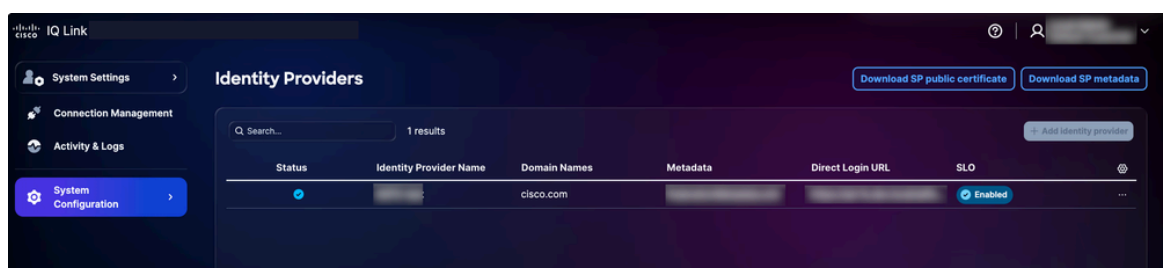 cisco IQ Link
System Settings
Identity Providers
Download SP public certificate
Download SP metadata
Connection Management
Search...
1 results
+ Add identity provider
Activity & Logs
Status Identity Provider Name Domain Names Metadata Direct Login URL SLO
System
Configuration
cisco.com
Enabled
...